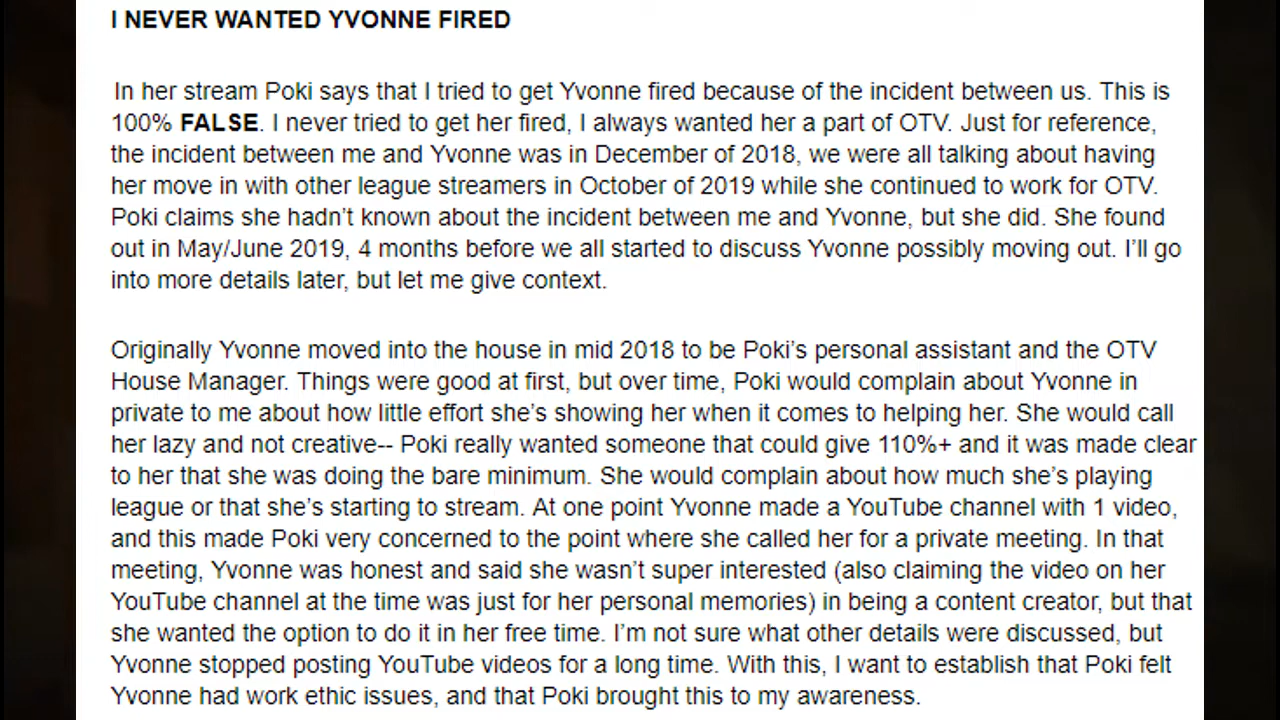 I NEVER WANTED YVONNE FIRED
In her stream Poki says that I tried to get Yvonne fired because of the incident between us. This is
100% FALSE. I never tried to get her fired, I always wanted her a part of OTV. Just for reference,
the incident between me and Yvonne was in December of 2018, we were all talking about having
her move in with other league streamers in October of 2019 while she continued to work for OTV.
Poki claims she hadn’t known about the incident between me and Yvonne, but she did. She found
out in May/June 2019, 4 months before we all started to discuss Yvonne possibly moving out. I’ll go
into more details later, but let me give context.
Originally Yvonne moved into the house in mid 2018 to be Poki’s personal assistant and the OTV
House Manager. Things were good at first, but over time, Poki would complain about Yvonne in
private to me about how little effort she’s showing her when it comes to helping her. She would call
her lazy and not creative-- Poki really wanted someone that could give 110%+ and it was made clear
to her that she was doing the bare minimum. She would complain about how much she’s playing
league or that she’s starting to stream. At one point Yvonne made a YouTube channel with 1 video,
and this made Poki very concerned to the point where she called her for a private meeting. In that
meeting, Yvonne was honest and said she wasn’t super interested (also claiming the video on her
YouTube channel at the time was just for her personal memories) in being a content creator, but that
she wanted the option to do it in her free time. I’m not sure what other details were discussed, but
Yvonne stopped posting YouTube videos for a long time. With this, I want to establish that Poki felt
Yvonne had work ethic issues, and that Poki brought this to my awareness.